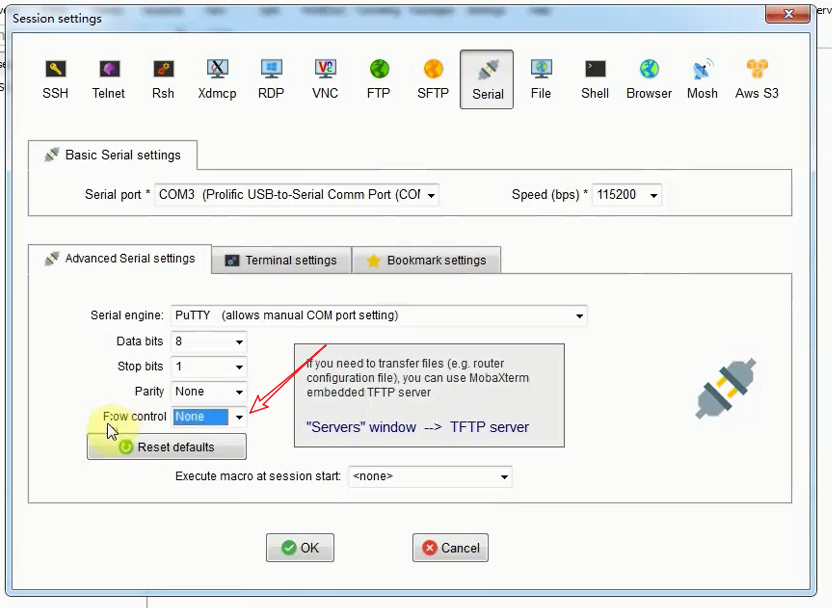 Session settings
SSH Telnet Rsh Xdmcp RDP VNC FTP SFTP Serial File Shell Browser Mosh Aws S3
Basic Serial settings
Serial port * COM3 (Prolific USB-to-Serial Comm Port (COM Speed (bps) * 115200
Advanced Serial settings Terminal settings Bookmark settings
Serial engine: PuTTY (allows manual COM port setting)
Data bits 8
Stop bits 1
Parity None
Flow control None
Reset defaults
If you need to transfer files (e.g. router
configuration file), you can use MobaXterm
embedded TFTP server
"Servers" window --> TFTP server
Execute macro at session start: <none>
OK Cancel